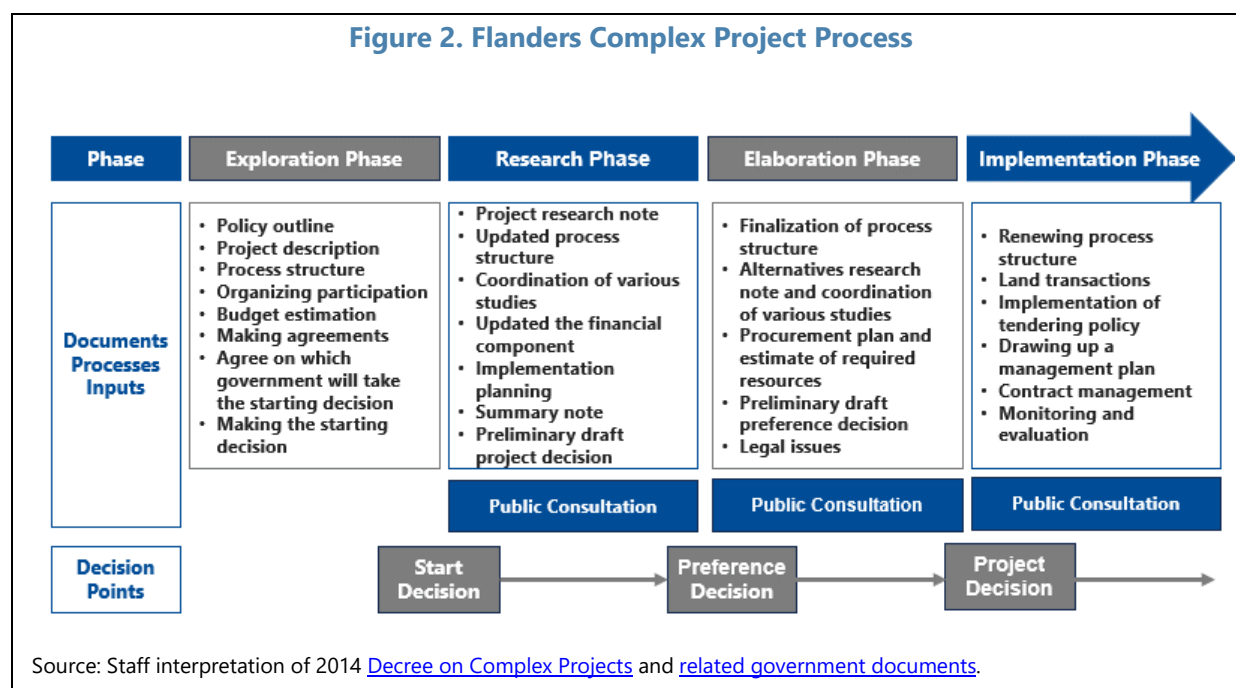 Figure 2. Flanders Complex Project Process
Phase
Exploration Phase
Research Phase
Elaboration Phase
Implementation Phase
Documents
Processes
Inputs
• Policy outline
• Project description
• Process structure
• Organizing participation
• Budget estimation
• Making agreements
• Agree on which
government will take
the starting decision
• Making the starting
decision
• Project research note
• Updated process
structure
• Coordination of various
studies
• Updated the financial
component
• Implementation
planning
• Summary note
• Preliminary draft
project decision
• Finalization of process
structure
• Alternatives research
note and coordination
of various studies
• Procurement plan and
estimate of required
resources
• Preliminary draft
preference decision
• Legal issues
• Renewing process
structure
• Land transactions
• Implementation of
tendering policy
• Drawing up a
management plan
• Contract management
• Monitoring and
evaluation
Public Consultation
Public Consultation
Public Consultation
Decision
Points
Start
Decision
Preference
Decision
Project
Decision
Source: Staff interpretation of 2014 Decree on Complex Projects and related government documents.